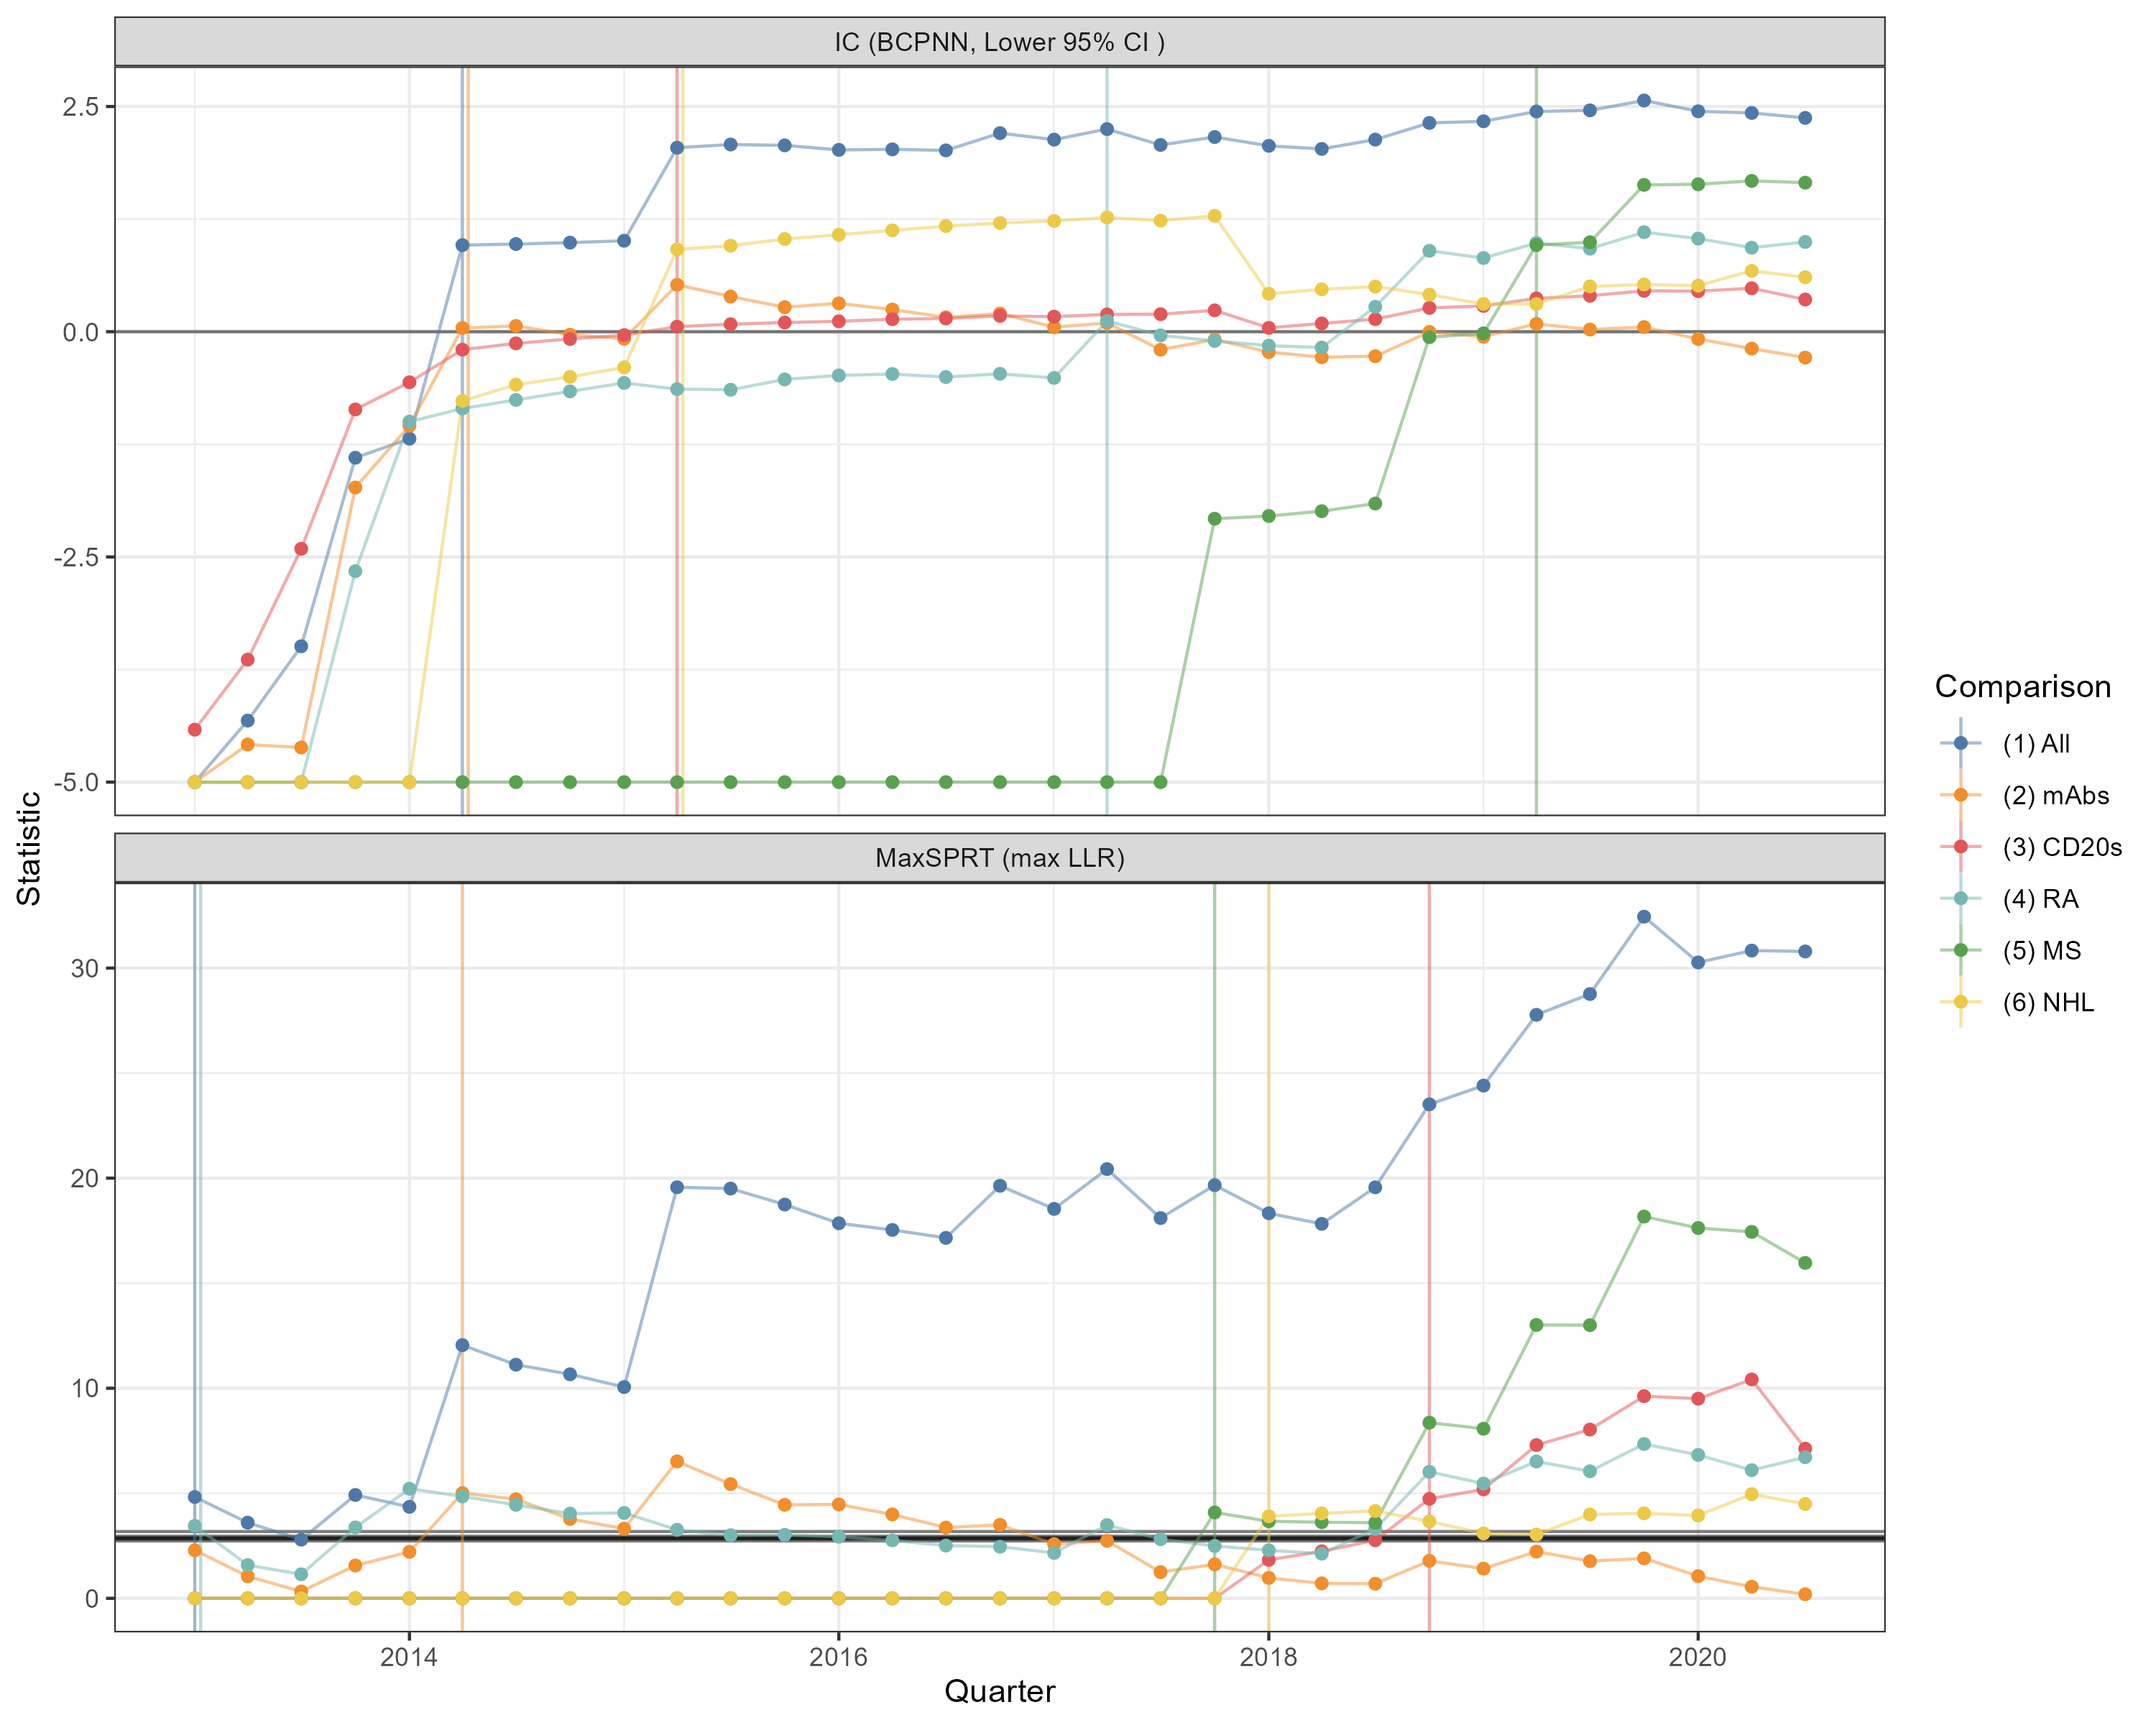 IC (BCPNN, Lower 95% CI )
2.5
0.0
-2.5
-5.0
Statistic
MaxSPRT (max LLR)
30
20
10
0
2014
2016
2018
2020
Quarter
Comparison
(1) All
(2) mAbs
(3) CD20s
(4) RA
(5) MS
(6) NHL